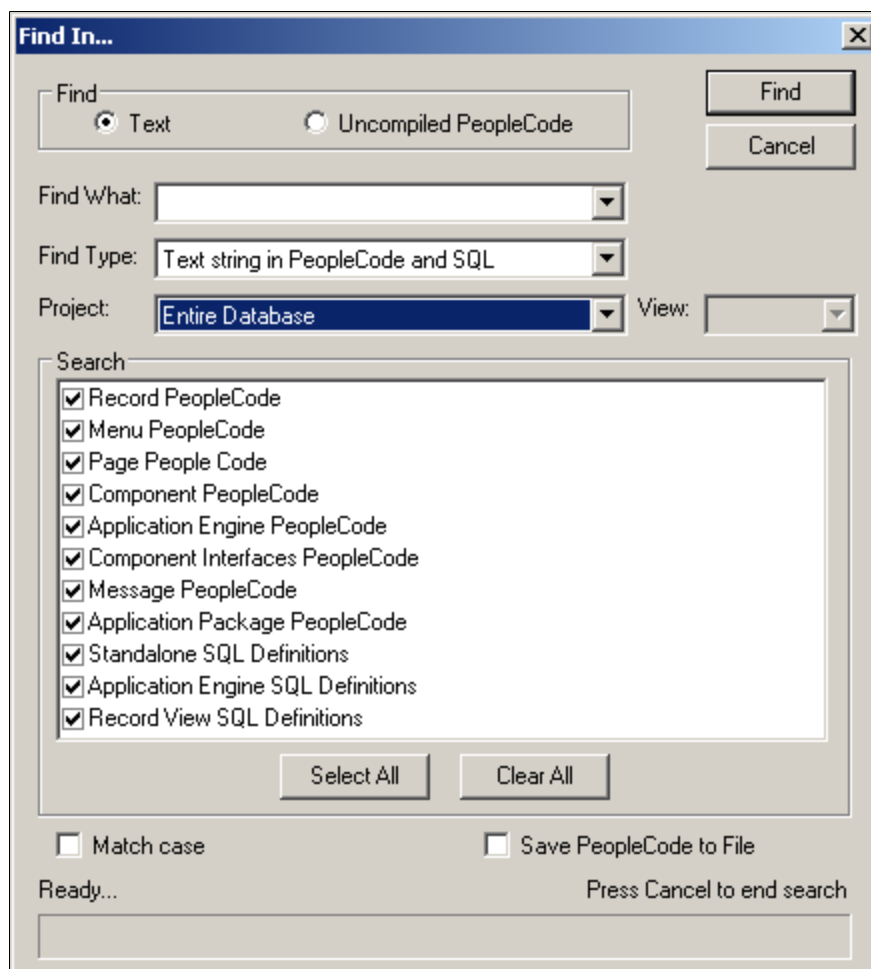 Find In...
Find
Text
Uncompiled PeopleCode
Find
Cancel
Find What:
Find Type: Text string in PeopleCode and SQL
Project: Entire Database View:
Search
Record PeopleCode
Menu PeopleCode
Page People Code
Component PeopleCode
Application Engine PeopleCode
Component Interfaces PeopleCode
Message PeopleCode
Application Package PeopleCode
Standalone SQL Definitions
Application Engine SQL Definitions
Record View SQL Definitions
Select All Clear All
Match case Save PeopleCode to File
Ready... Press Cancel to end search